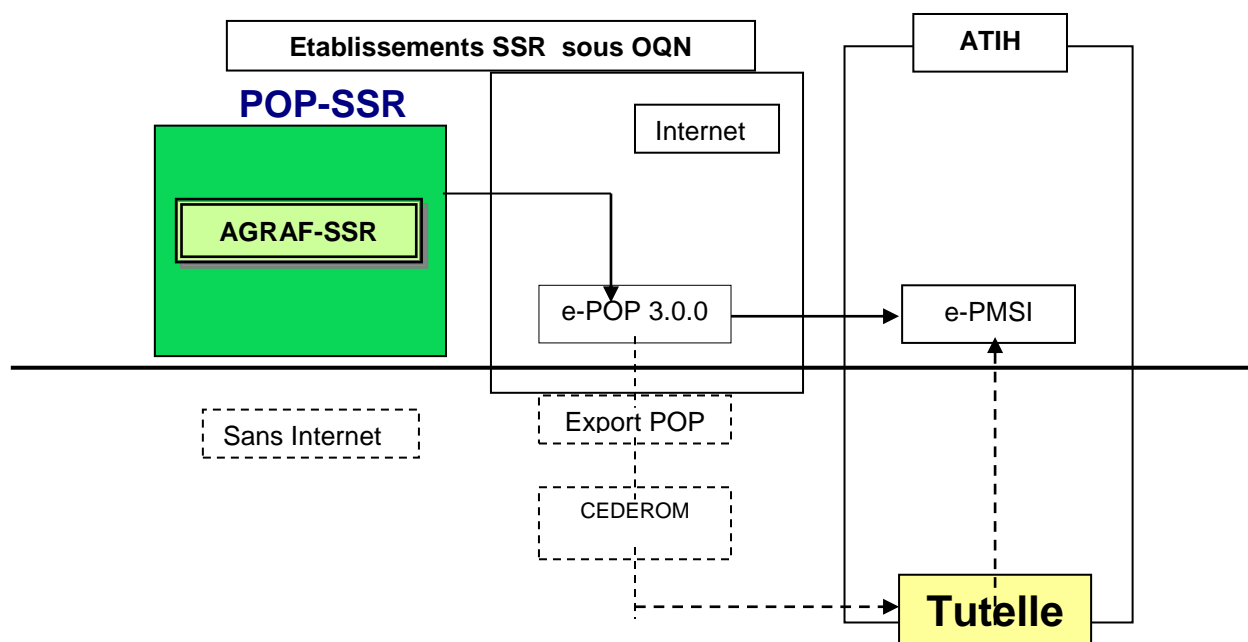 Etablissements SSR sous OQN
ATIH
POP-SSR
Internet
AGRAF-SSR
e-POP 3.0.0
e-PMSI
Sans Internet
Export POP
CEDEROM
Tutelle